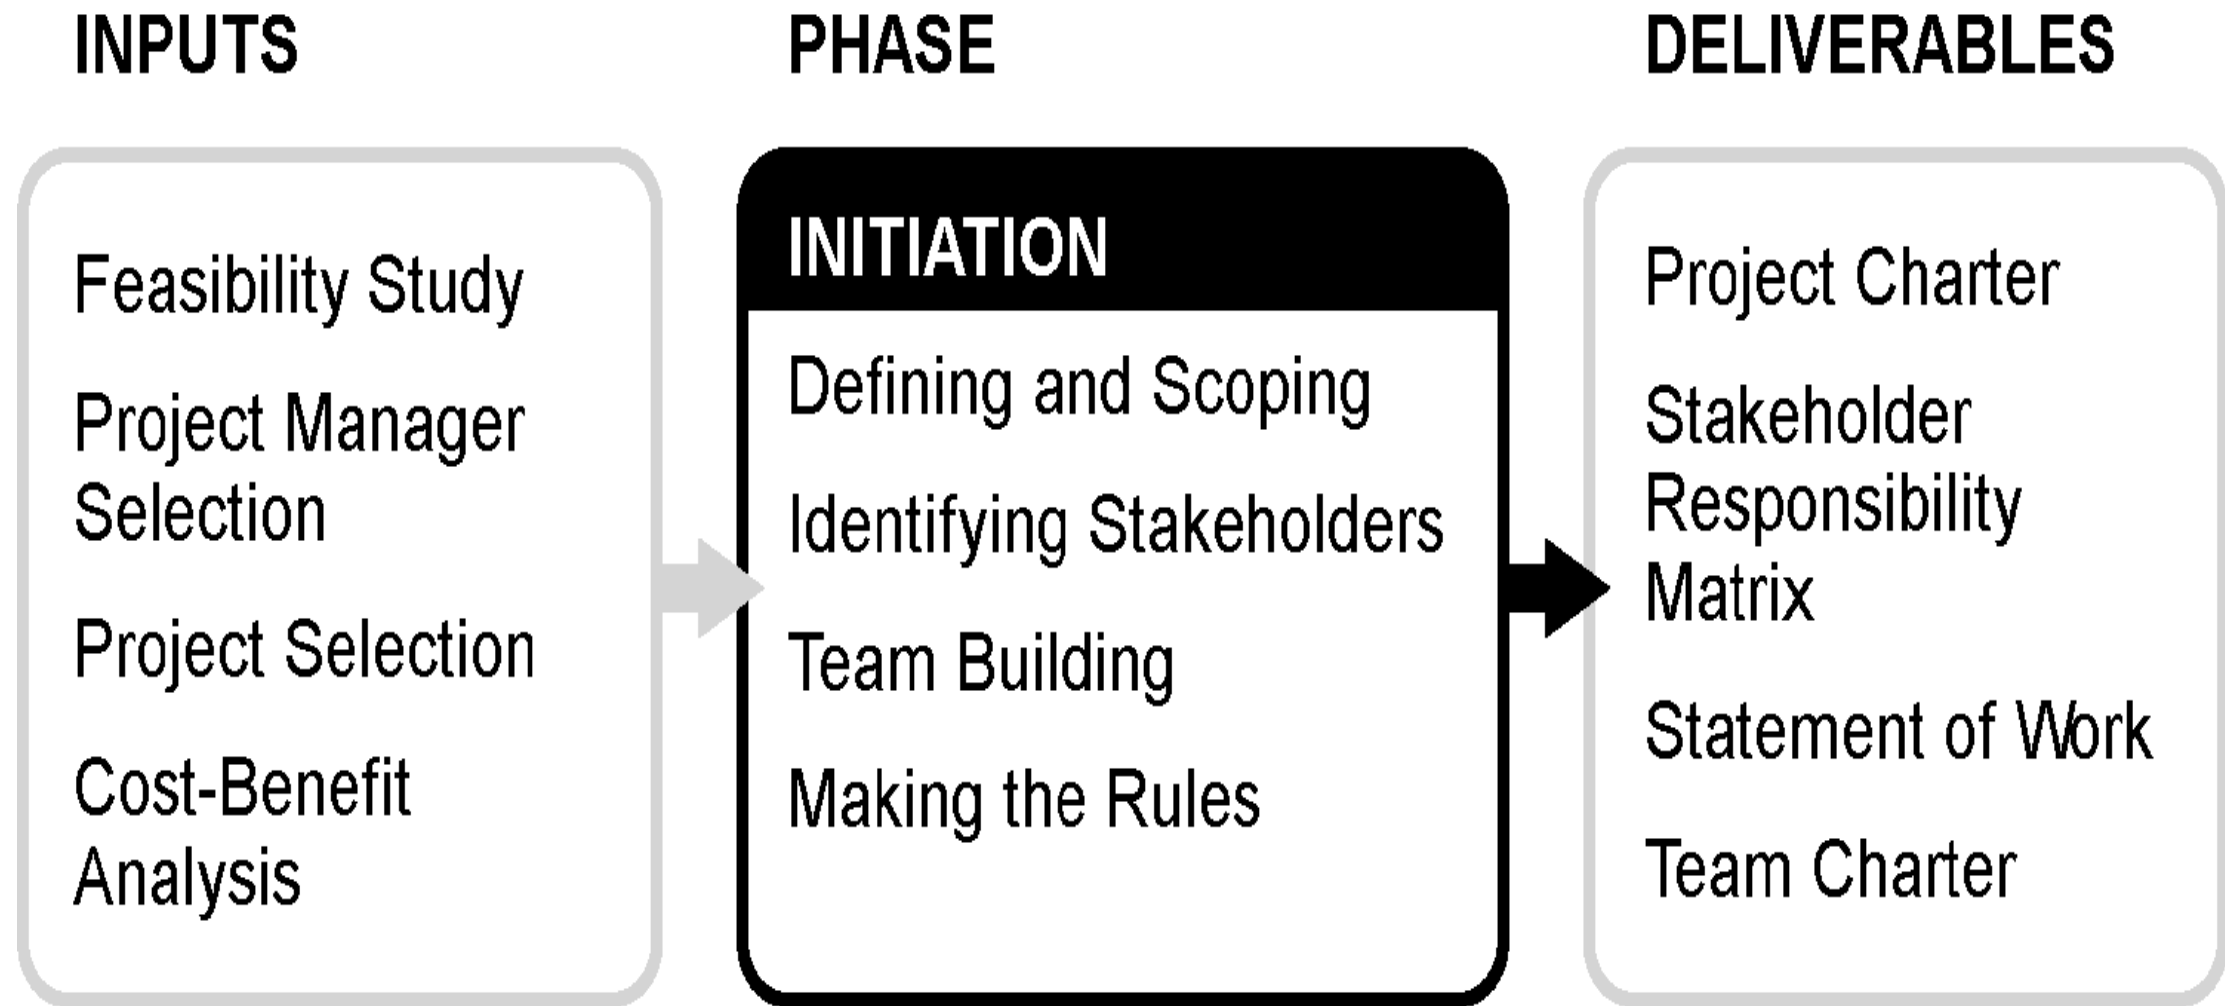 INPUTS
PHASE
DELIVERABLES
Feasibility Study
Project Manager
Selection
Project Selection
Cost-Benefit
Analysis
INITIATION
Defining and Scoping
Identifying Stakeholders
Team Building
Making the Rules
Project Charter
Stakeholder
Responsibility
Matrix
Statement of Work
Team Charter